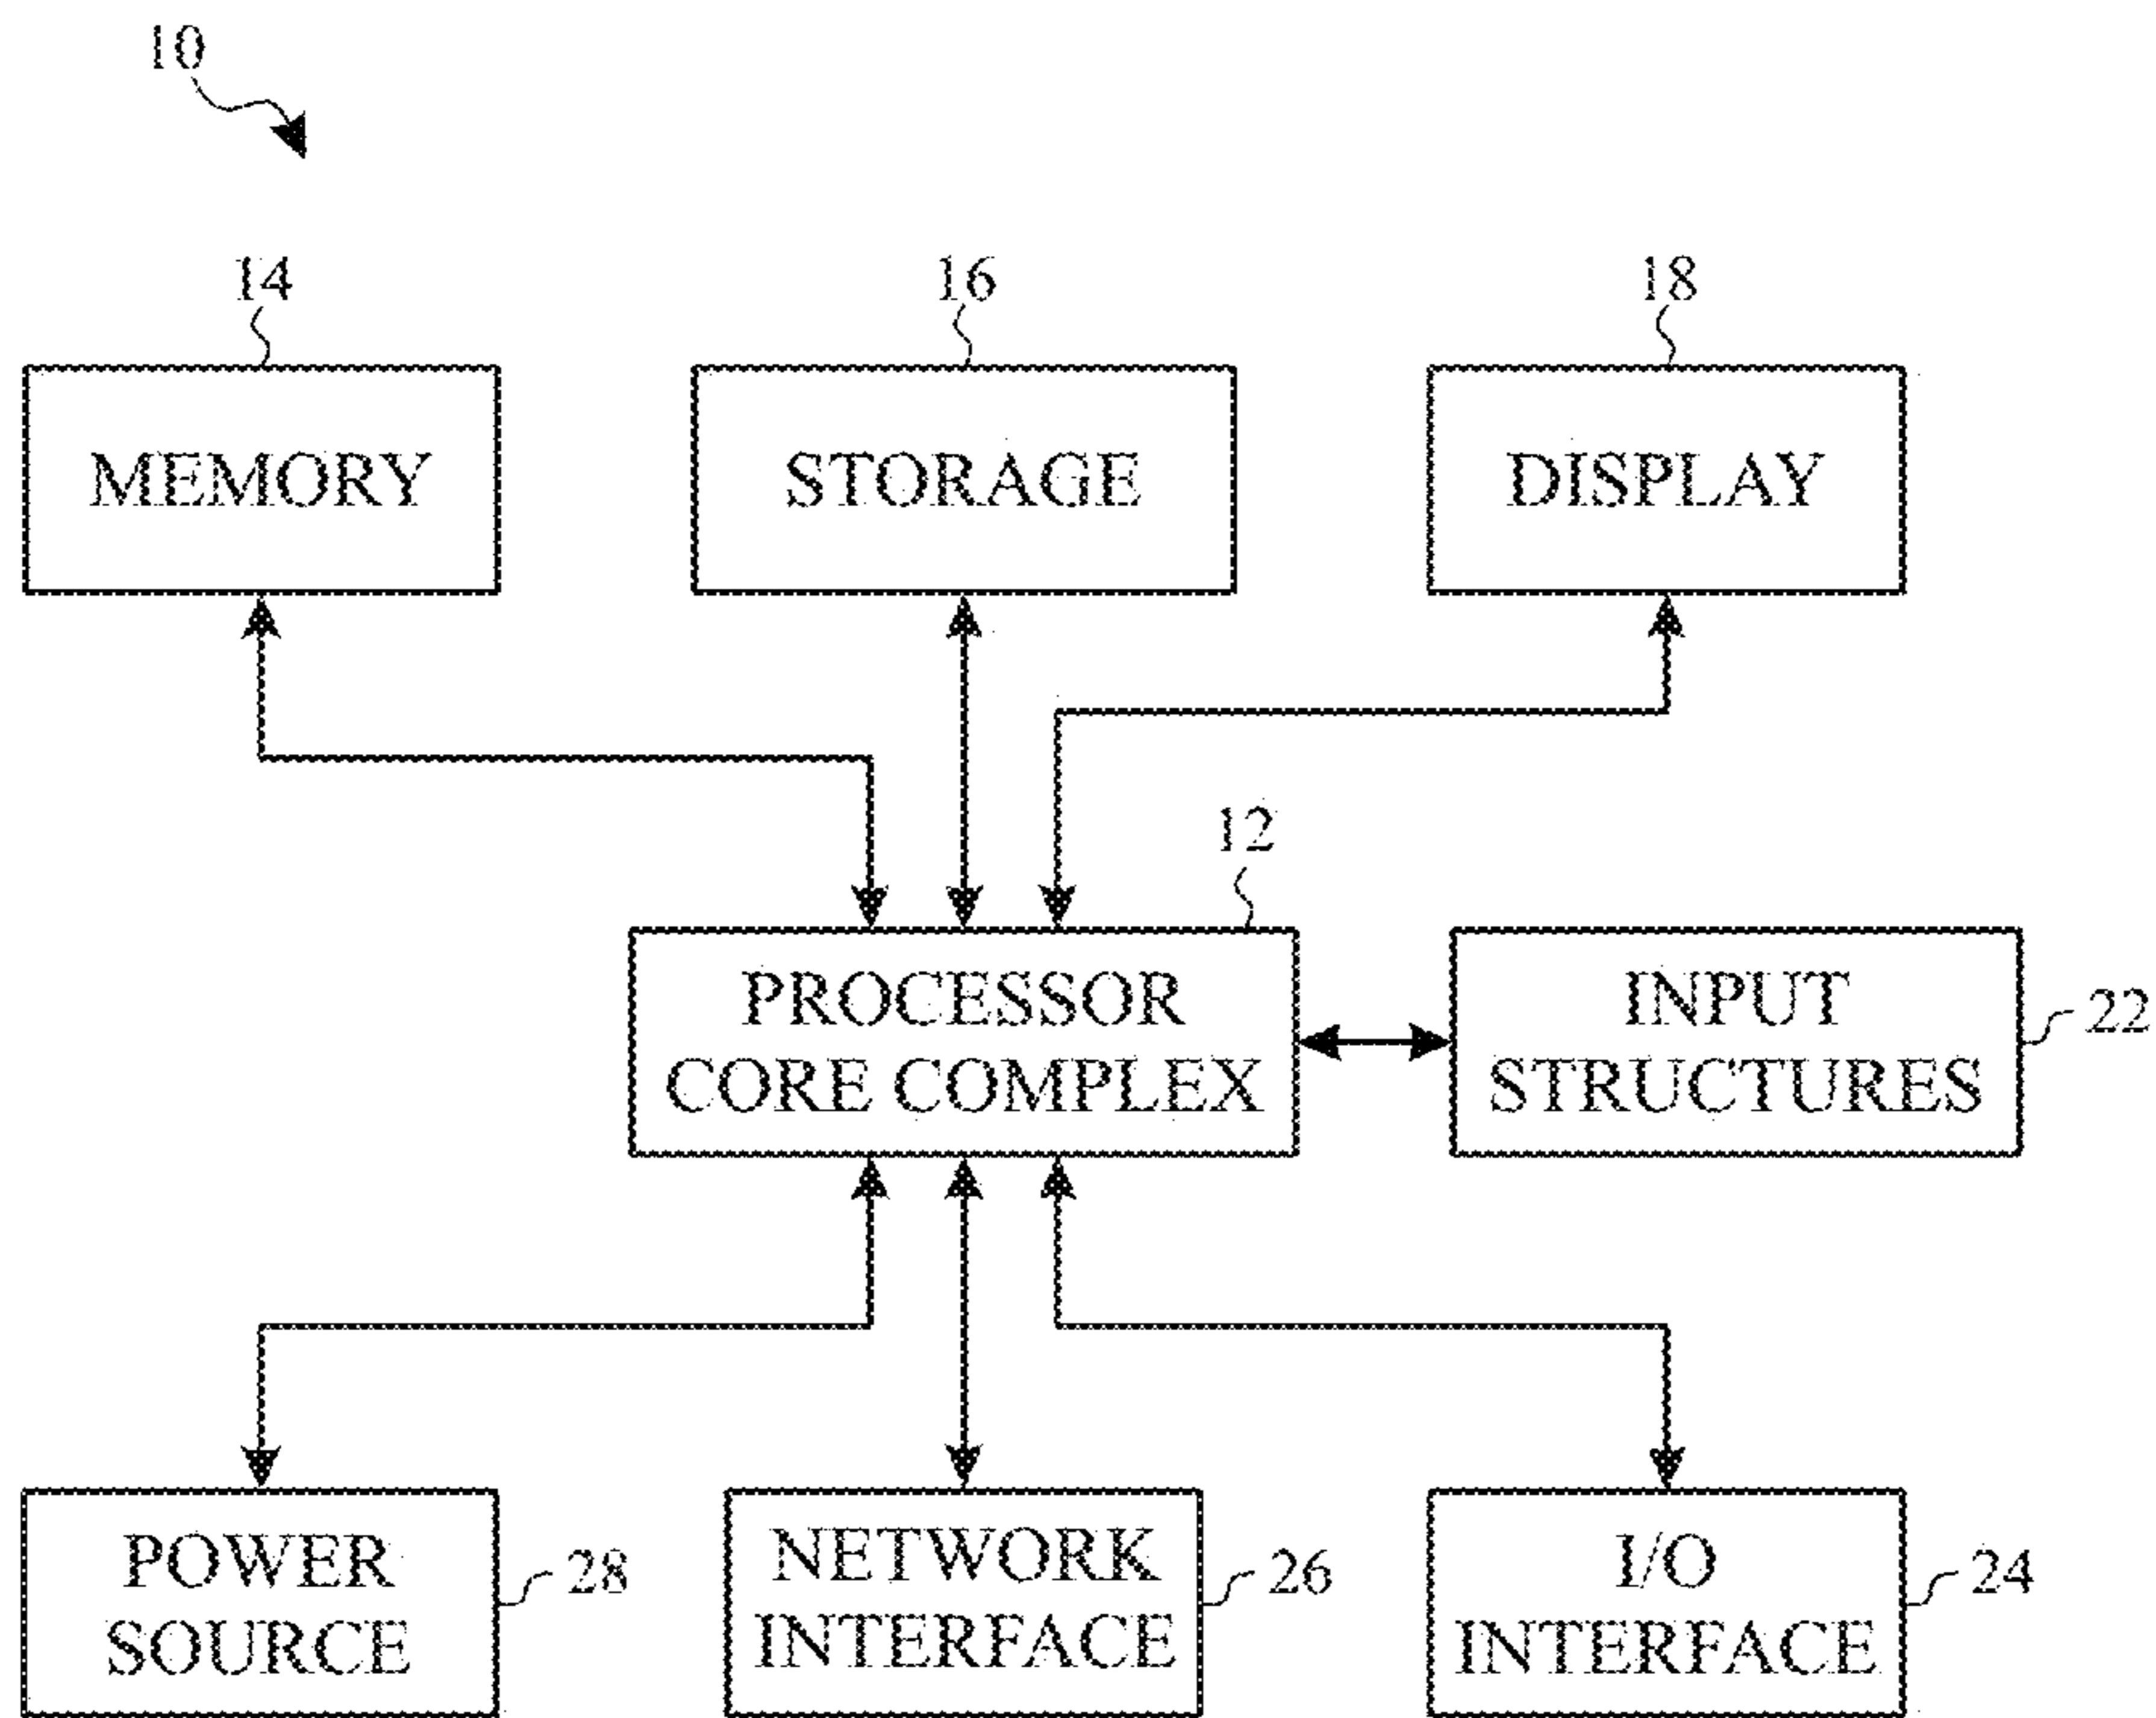 10
14
16
18
MEMORY
STORAGE
DISPLAY
12
PROCESSOR
CORE COMPLEX
INPUT
STRUCTURES
22
POWER
SOURCE
28
NETWORK
INTERFACE
26
I/O
INTERFACE
24